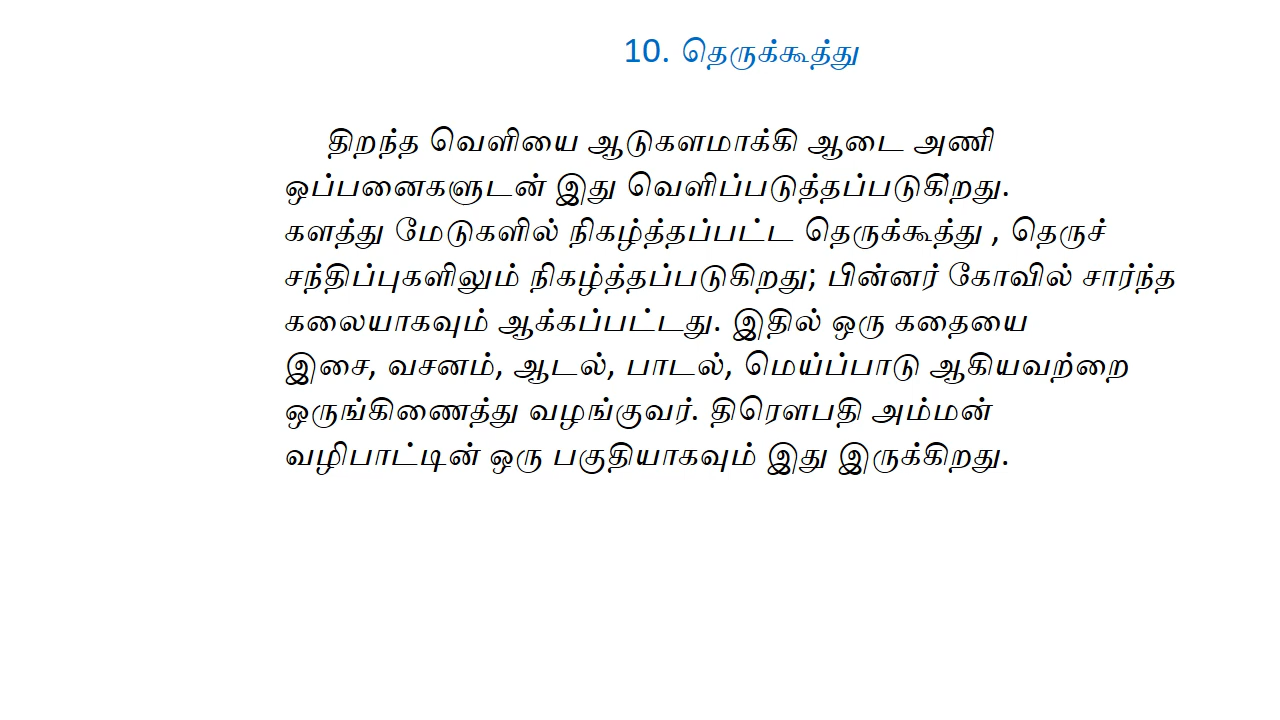 10. தெருக்கூத்து
திறந்த வெளியை ஆடுகளமாக்கி ஆடை அணி
ஒப்பனைகளுடன் இது வெளிப்படுத்தப்படுகிறது.
களத்து மேடுகளில் நிகழ்த்தப்பட்ட தெருக்கூத்து , தெருச்
சந்திப்புகளிலும் நிகழ்த்தப்படுகிறது; பின்னர் கோவில் சார்ந்த
கலையாகவும் ஆக்கப்பட்டது. இதில் ஒரு கதையை
இசை, வசனம், ஆடல், பாடல், மெய்ப்பாடு ஆகியவற்றை
ஒருங்கிணைத்து வழங்குவர். திரௌபதி அம்மன்
வழிபாட்டின் ஒரு பகுதியாகவும் இது இருக்கிறது.